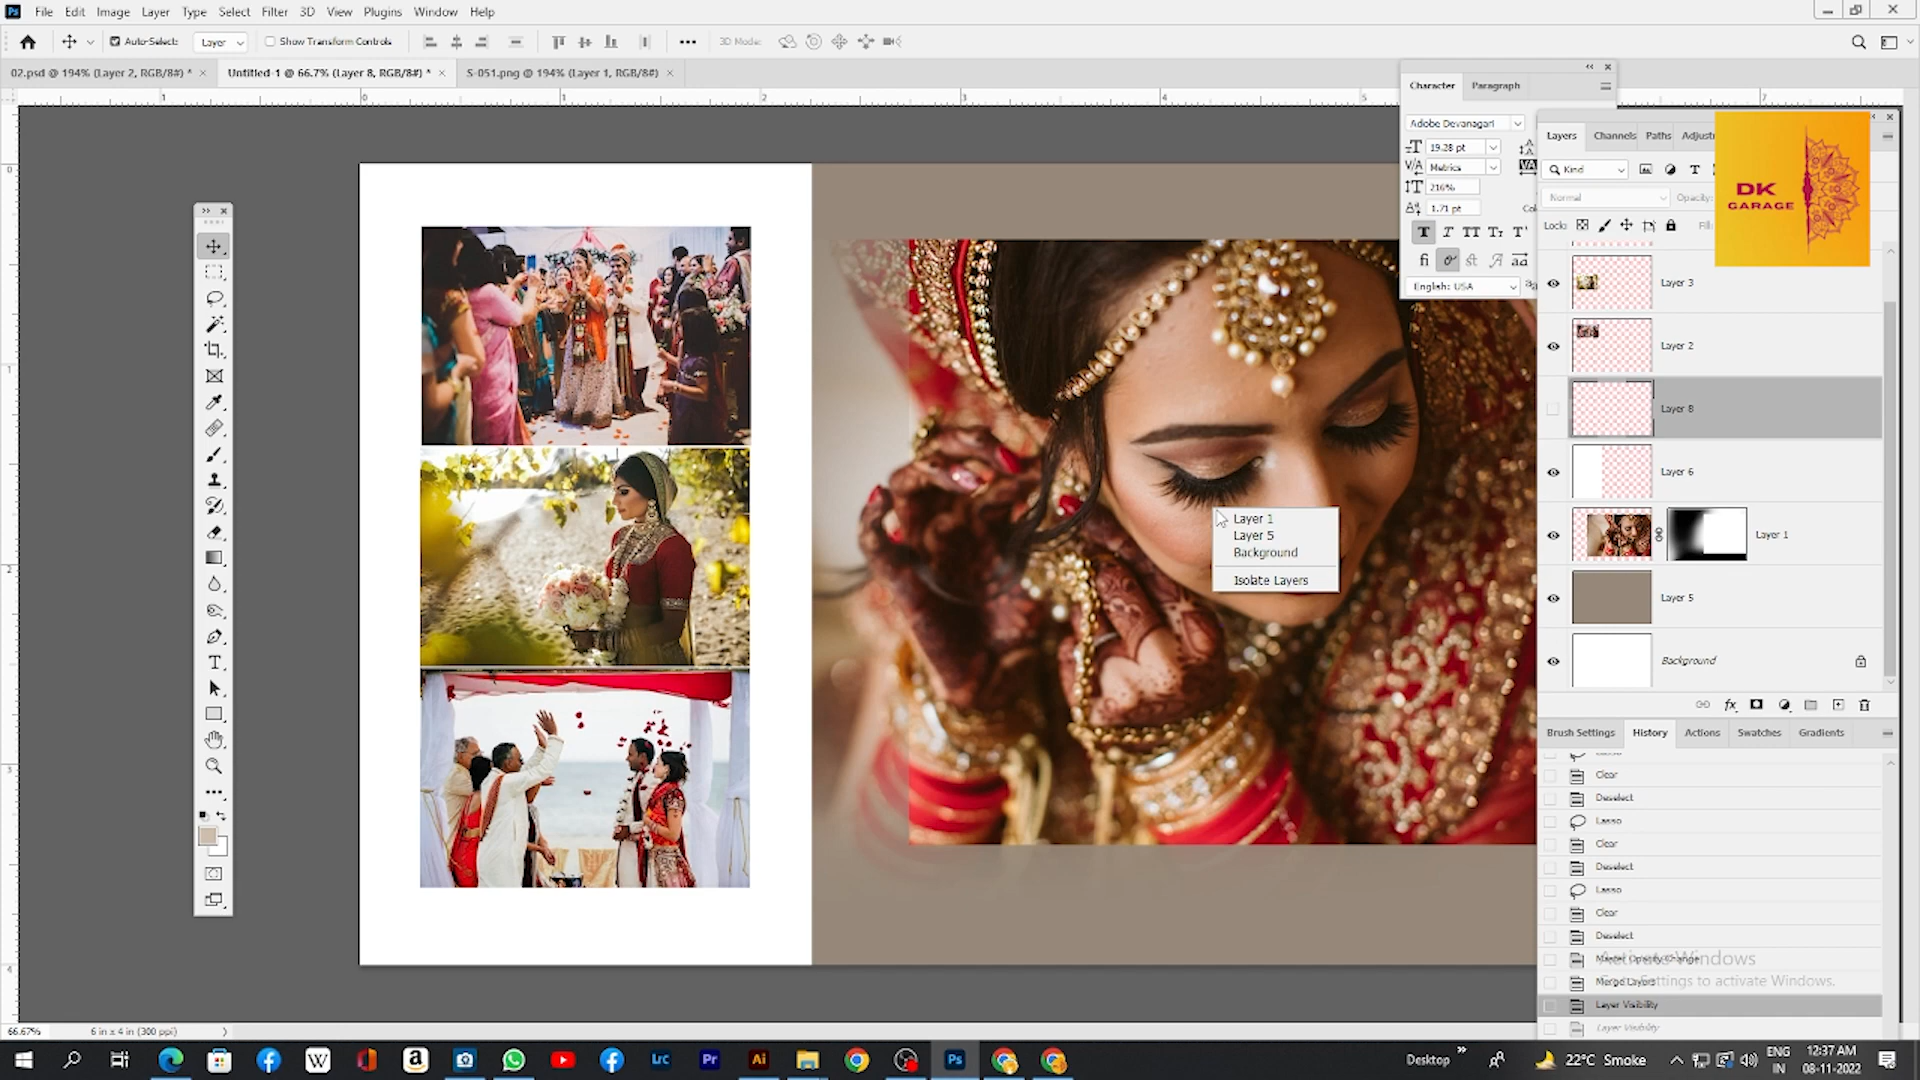 File Edit Image Layer Type Select Filter 3D View Plugins Window Help
Auto-Select: Layer Show Transform Controls 3D Mode:
02.psd @ 194% (Layer 2, RGB/8#) * Untitled-1 @ 66.7% (Layer 8, RGB/8#) * S-051.png @ 194% (Layer 1, RGB/8#)
Character Paragraph
Adobe Devanagari
19.28 pt
Metrics
216%
1.71 pt
English: USA
Layers Channels Paths
Kind
Normal Opacity:
Lock:
DK
GARAGE
Layer 3
Layer 2
Layer 8
Layer 6
Layer 1
Layer 5
Background
Layer 1
Layer 5
Background
Isolate Layers
Brush Settings History Actions Swatches Gradients
Clear
Deselect
Lasso
Clear
Deselect
Lasso
Clear
Deselect
Master Opacity Change
Merge Layers
Layer Visibility
Layer Visibility
Activate Windows
Go to Settings to activate Windows.
66.67% 6 in x 4 in (300 ppi)
Lrc Pr Ai Ps
Desktop
22°C Smoke
ENG
IN
12:37 AM
08-11-2022